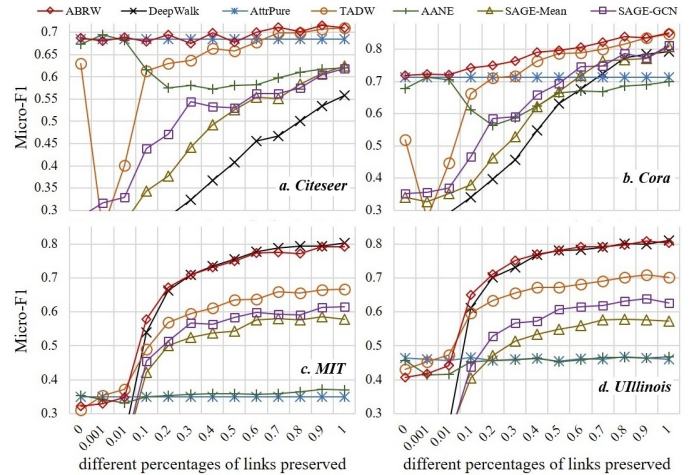 ABRW DeepWalk AttrPure TADW AANE SAGE-Mean SAGE-GCN
Micro-F1
0.7
0.65
0.6
0.55
0.5
0.45
0.4
0.35
0.3
a. Citeseer
0.8
0.7
0.6
0.5
0.4
0.3
b. Cora
Micro-F1
0.8
0.7
0.6
0.5
0.4
0.3
c. MIT
0 0.001 0.01 0.1 0.2 0.3 0.4 0.5 0.6 0.7 0.8 0.9 1
different percentages of links preserved
0.8
0.7
0.6
0.5
0.4
0.3
d. UIllinois
0 0.001 0.01 0.1 0.2 0.3 0.4 0.5 0.6 0.7 0.8 0.9 1
different percentages of links preserved